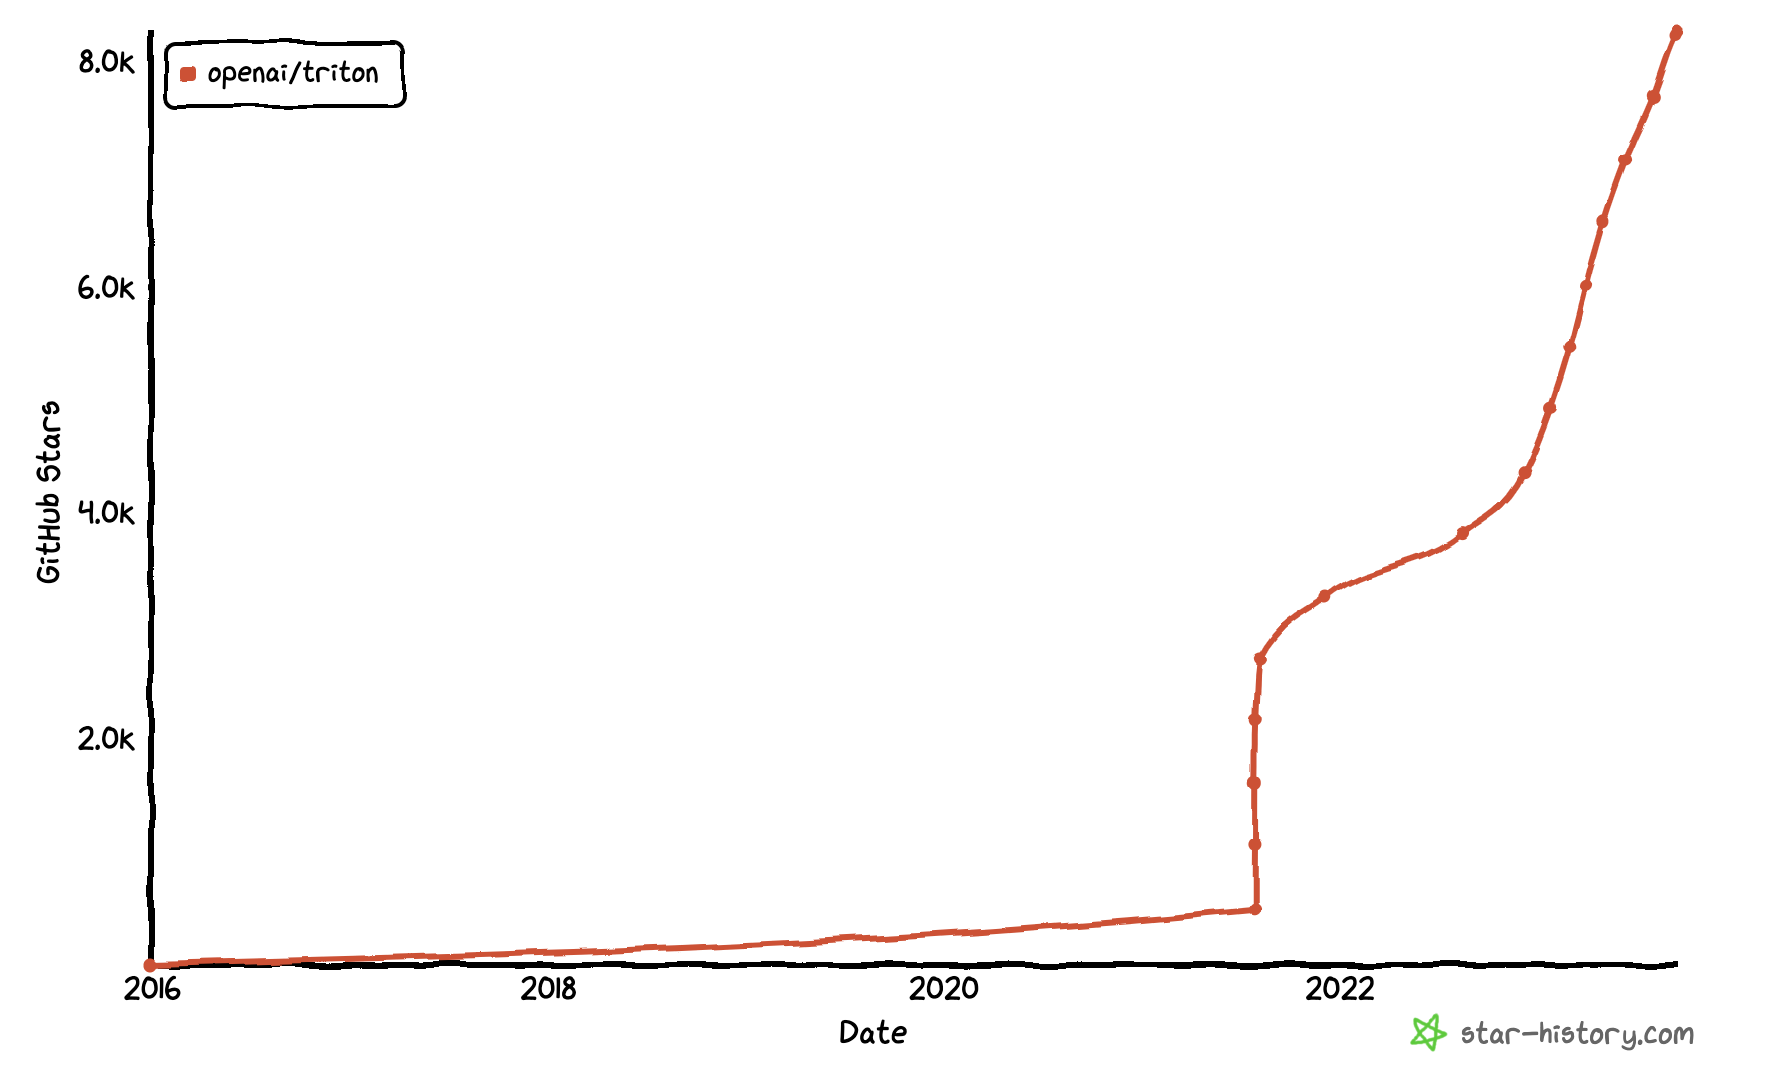 8.0K
openai/triton
6.0K
GitHub Stars
4.0K
2.0K
2016
2018
2020
2022
Date
star-history.com